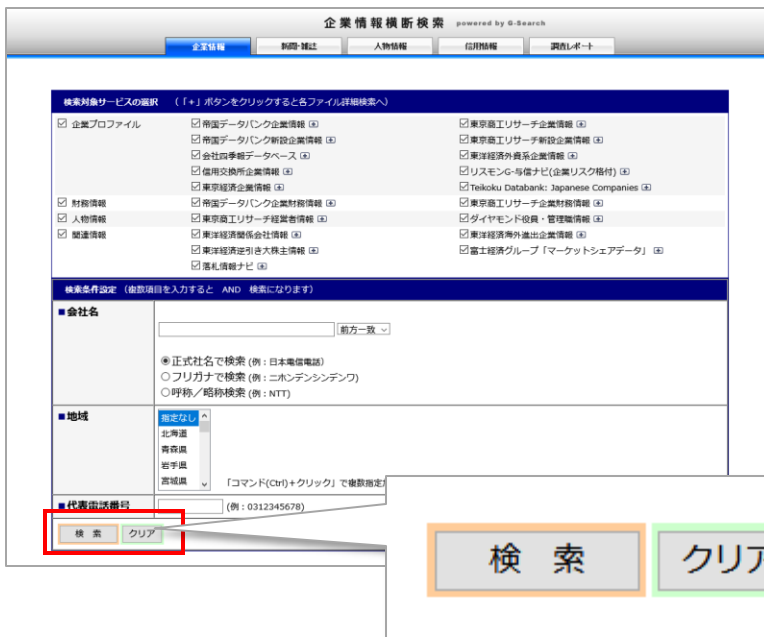 企業情報横断検索 powered by G-Search
企業情報 新聞・雑誌 人物情報 信用情報 調査レポート
検索対象サービスの選択 （「+」ボタンをクリックすると各ファイル詳細検索へ）
企業プロファイル 帝国データバンク企業情報 東京商工リサーチ企業情報
帝国データバンク新設企業情報 東京商工リサーチ新設企業情報
会社四季報データベース 東洋経済外資系企業情報
信用交換所企業情報 リスモンG-与信ナビ(企業リスク格付)
東京経済企業情報 Teikoku Databank: Japanese Companies
財務情報 帝国データバンク企業財務情報 東京商工リサーチ企業財務情報
人物情報 東京商工リサーチ経営者情報 ダイヤモンド役員・管理職情報
関連情報 東洋経済関係会社情報 東洋経済海外進出企業情報
東洋経済逆引き大株主情報 富士経済グループ「マーケットシェアデータ」
落札情報ナビ
検索条件設定 （複数項目を入力すると AND 検索になります）
■会社名
前方一致
正式社名で検索 (例：日本電信電話)
フリガナで検索 (例：ニホンデンシンデンワ)
呼称／略称検索 (例：NTT)
■地域 指定なし
北海道
青森県
岩手県
宮城県 「コマンド(Ctrl)+クリック」で複数指定
■代表電話番号 (例：0312345678)
検 索 クリア
検 索 クリア